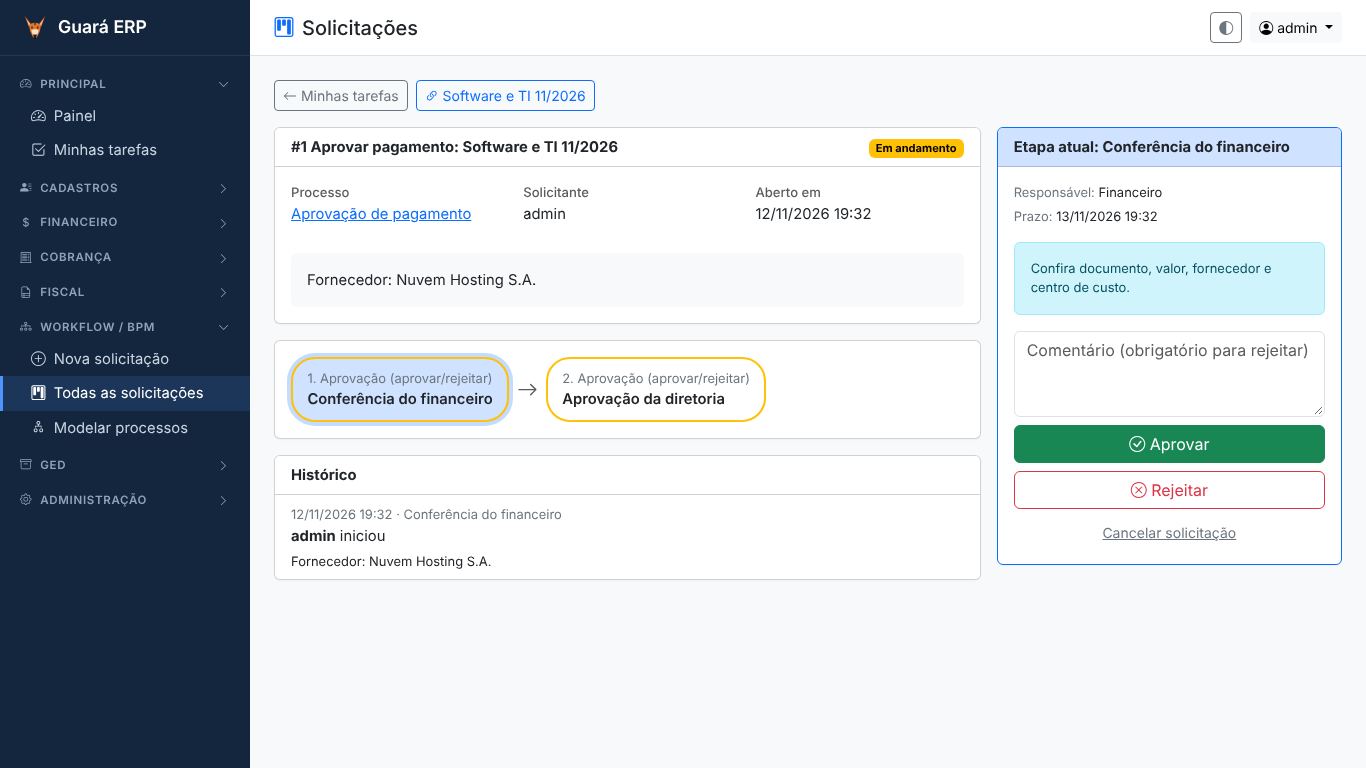 Guará ERP
PRINCIPAL
Painel
Minhas tarefas
CADASTROS
FINANCEIRO
COBRANÇA
FISCAL
WORKFLOW / BPM
Nova solicitação
Todas as solicitações
Modelar processos
GED
ADMINISTRAÇÃO
Solicitações
admin
← Minhas tarefas
Software e TI 11/2026
#1 Aprovar pagamento: Software e TI 11/2026
Em andamento
Processo
Aprovação de pagamento
Solicitante
admin
Aberto em
12/11/2026 19:32
Fornecedor: Nuvem Hosting S.A.
1. Aprovação (aprovar/rejeitar)
Conferência do financeiro
→
2. Aprovação (aprovar/rejeitar)
Aprovação da diretoria
Histórico
12/11/2026 19:32 · Conferência do financeiro
admin iniciou
Fornecedor: Nuvem Hosting S.A.
Etapa atual: Conferência do financeiro
Responsável: Financeiro
Prazo: 13/11/2026 19:32
Confira documento, valor, fornecedor e
centro de custo.
Comentário (obrigatório para rejeitar)
Aprovar
Rejeitar
Cancelar solicitação